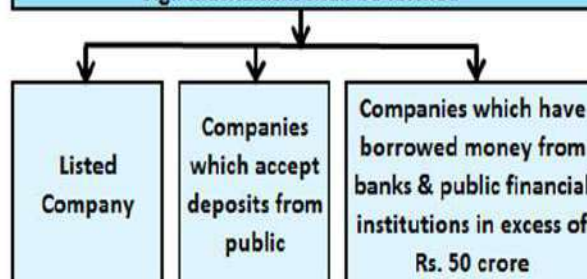 Listed
Company
Companies
which accept
deposits from
public
Companies which have
borrowed money from
banks & public financial
institutions in excess of
Rs. 50 crore